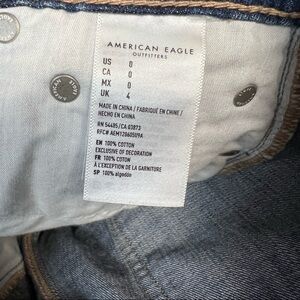 AMERICAN EAGLE
OUTFITTERS
US 0
CA 0
MX 0
UK 4
MADE IN CHINA / FABRIQUÉ EN CHINE /
HECHO EN CHINA
RN 54485/CA 03873
EN 100% COTTON
EXCLUSIVE OF DECORATION
FR 100% COTON
À L'EXCLUSION DE LA GARNITURE
SP 100% algodón